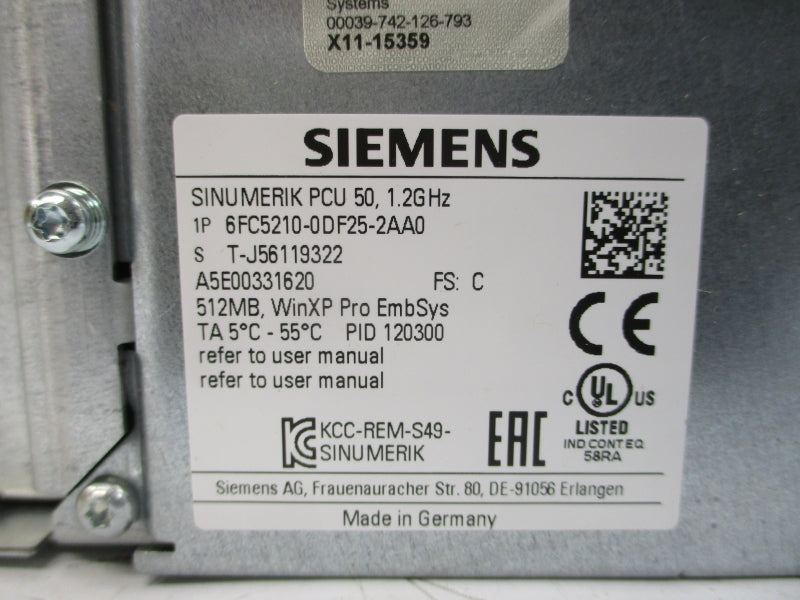 Systems
00039-742-126-793
X11-15359
SIEMENS
SINUMERIK PCU 50, 1.2GHz
1P 6FC5210-0DF25-2AA0
S T-J56119322
A5E00331620 FS: C
512MB, WinXP Pro EmbSys
TA 5°C - 55°C PID 120300
refer to user manual
refer to user manual
CE
C UL US
LISTED
IND CONT EQ
58RA
KC KCC-REM-S49-
SINUMERIK
EAC
Siemens AG, Frauenauracher Str. 80, DE-91056 Erlangen
Made in Germany